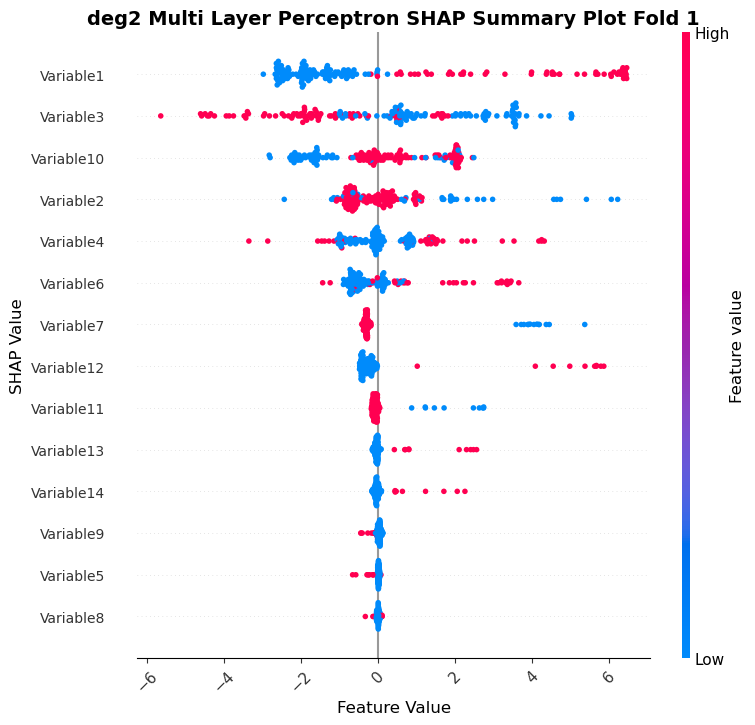 deg2 Multi Layer Perceptron SHAP Summary Plot Fold 1
High
Variable1
Variable3
Variable10
Variable2
Variable4
Variable6
Variable7
Variable12
Variable11
Variable13
Variable14
Variable9
Variable5
Variable8
SHAP Value
Feature value
Low
−6
−4
−2
0
2
4
6
Feature Value